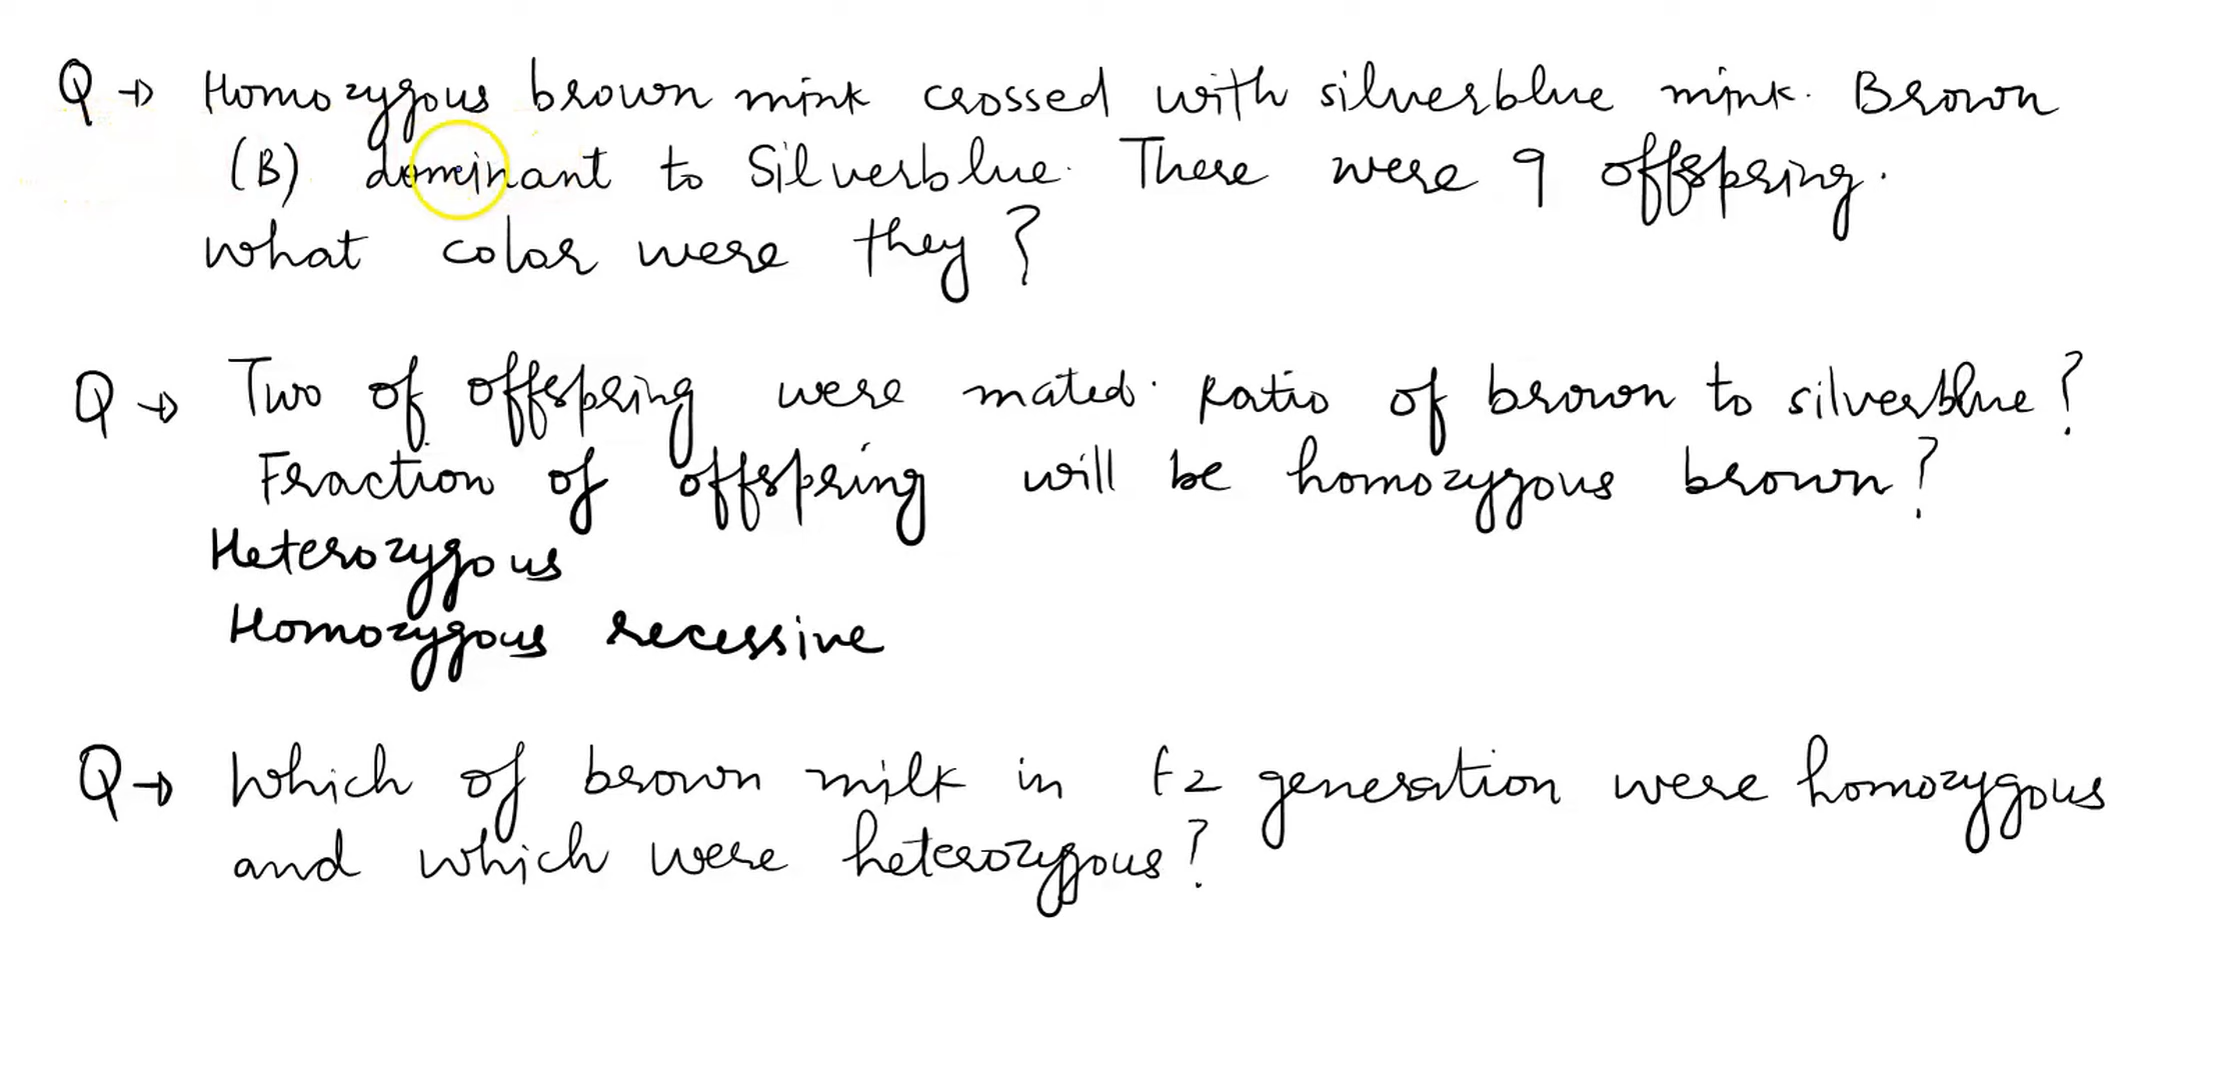 Q → Homozygous brown mink crossed with silverblue mink. Brown
(B) dominant to Silverblue. There were 9 offspring.
what color were they?
Q → Two of offspring were mated. Ratio of brown to silverblue?
Fraction of offspring will be homozygous brown?
Heterozygous
Homozygous recessive
Q → Which of brown milk in F2 generation were homozygous
and which were heterozygous?